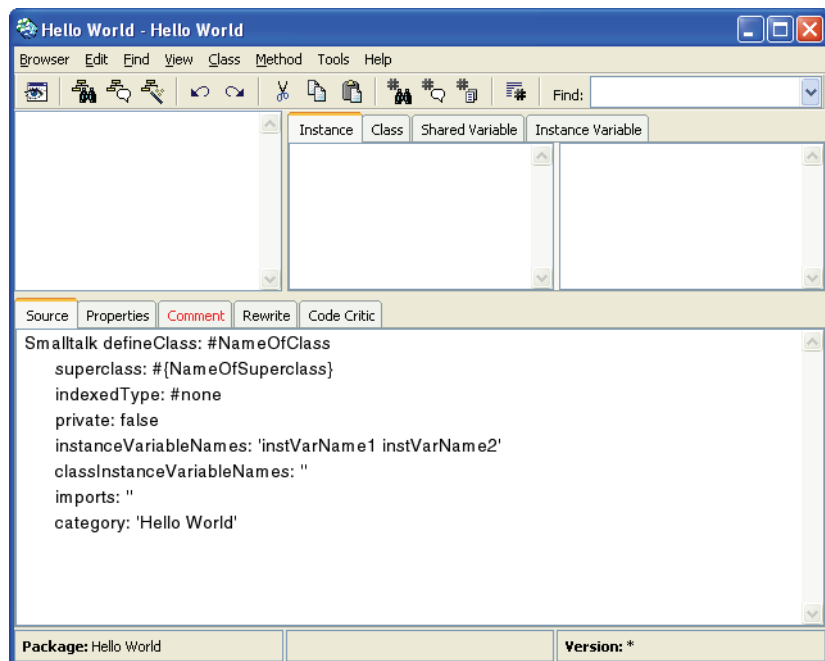 Hello World - Hello World
Browser Edit Find View Class Method Tools Help
Find:
Instance Class Shared Variable Instance Variable
Source Properties Comment Rewrite Code Critic
Smalltalk defineClass: #NameOfClass
superclass: #{NameOfSuperclass}
indexedType: #none
private: false
instanceVariableNames: 'instVarName1 instVarName2'
classInstanceVariableNames: ''
imports: ''
category: 'Hello World'
Package: Hello World Version: *